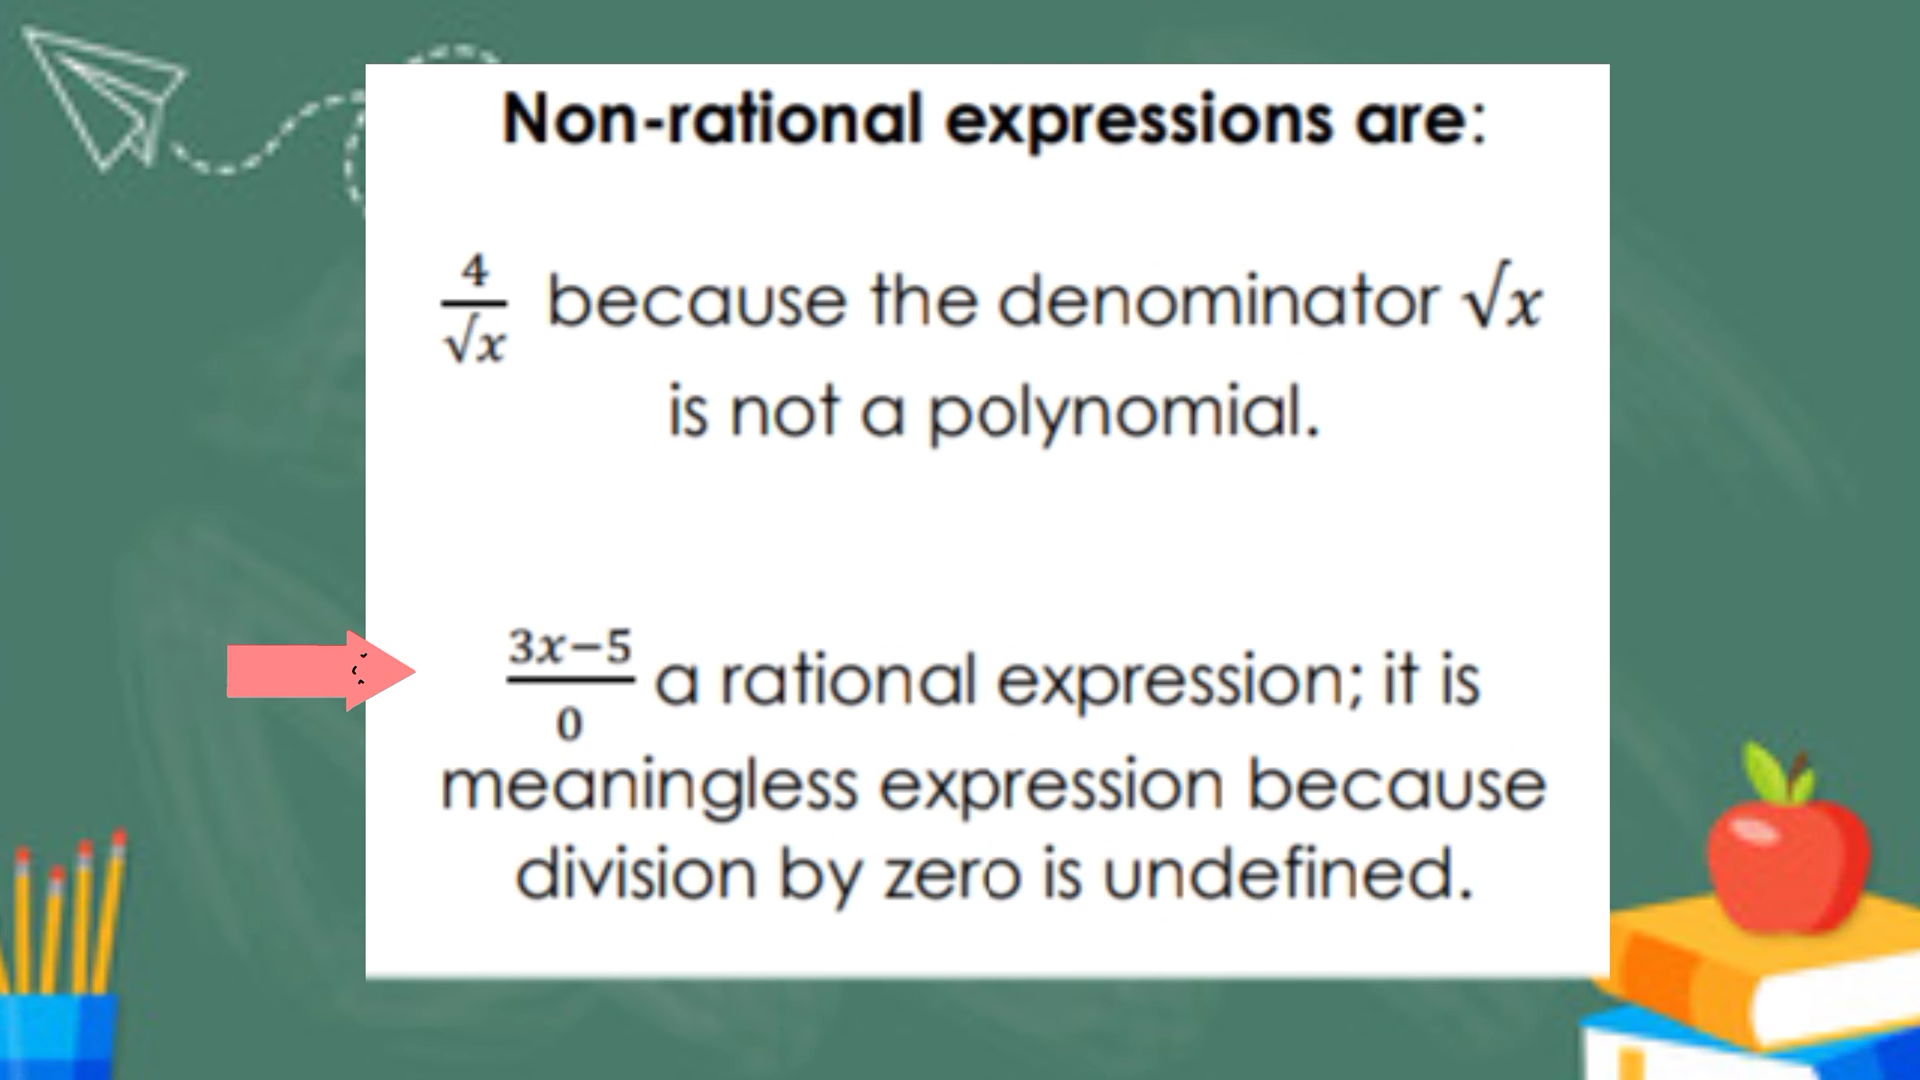 Non-rational expressions are:
4/√x because the denominator √x
is not a polynomial.
3x−5/0 a rational expression; it is
meaningless expression because
division by zero is undefined.